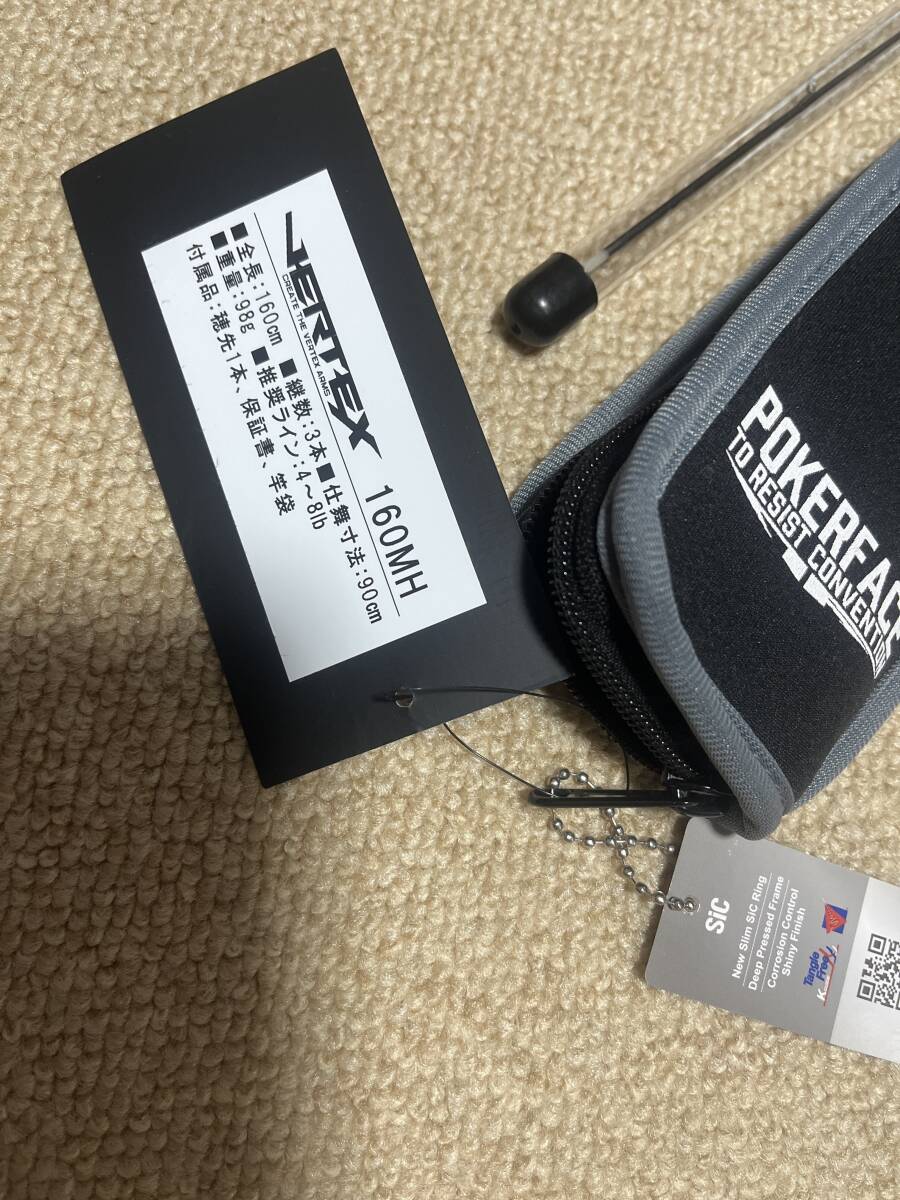 VERTEX 160MH
CREATE THE VERTEX ARMS
■全長:160cm ■継数:3本 ■仕舞寸法:90cm
■重量:98g ■推奨ライン:4～8lb
付属品:穂先1本、保証書、竿袋
POKERFACE
TO RESIST CONVENTION
SiC
New Slim SiC Ring
Deep Pressed Frame
Corrosion Control
Shiny Finish
Tangle
Free
K